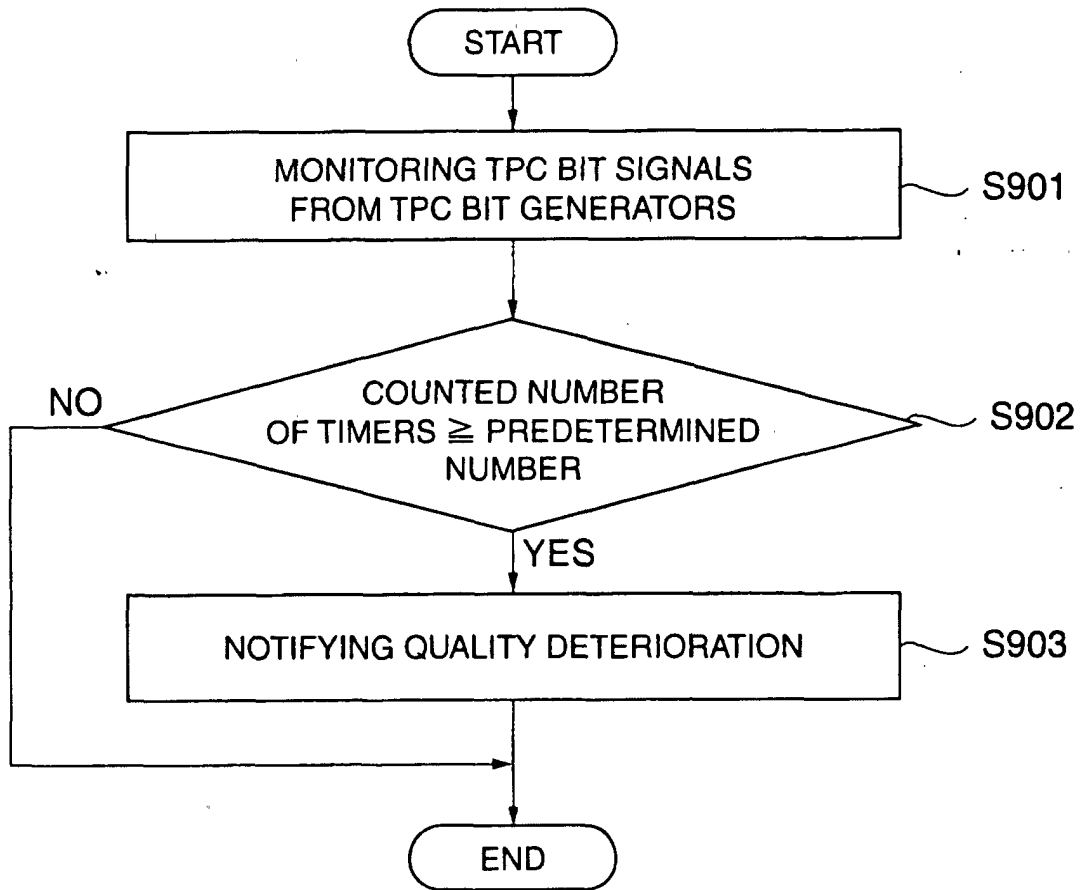 START
MONITORING TPC BIT SIGNALS
FROM TPC BIT GENERATORS
S901
NO
COUNTED NUMBER
OF TIMERS ≧ PREDETERMINED
NUMBER
S902
YES
NOTIFYING QUALITY DETERIORATION
S903
END